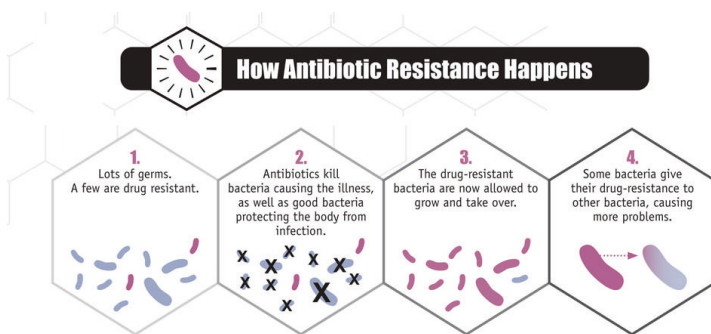 How Antibiotic Resistance Happens
1.
Lots of germs.
A few are drug resistant.
2.
Antibiotics kill
bacteria causing the illness,
as well as good bacteria
protecting the body from
infection.
X X X X X X X X X
3.
The drug-resistant
bacteria are now allowed to
grow and take over.
4.
Some bacteria give
their drug-resistance to
other bacteria, causing
more problems.